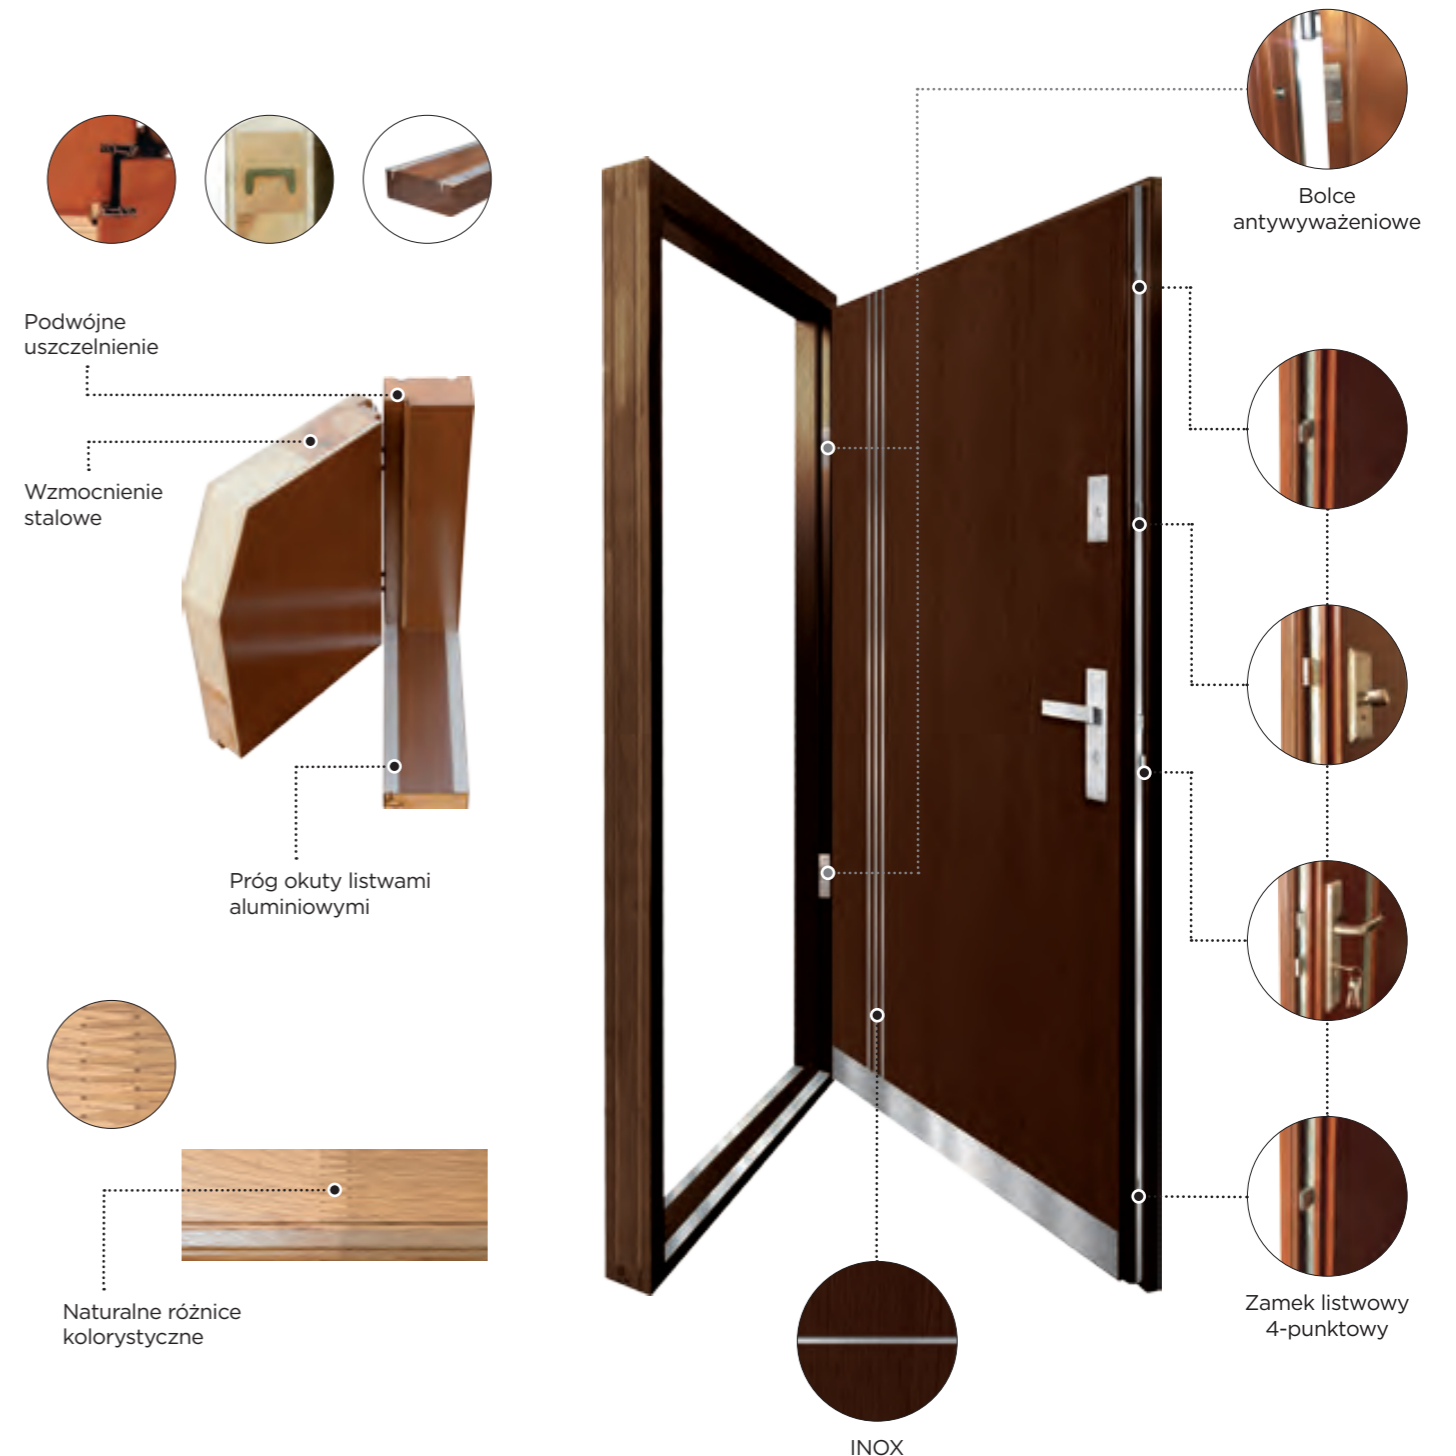 Bolce
antywyważeniowe
Podwójne
uszczelnienie
Wzmocnienie
stalowe
Próg okuty listwami
aluminiowymi
Naturalne różnice
kolorystyczne
Zamek listwowy
4-punktowy
INOX